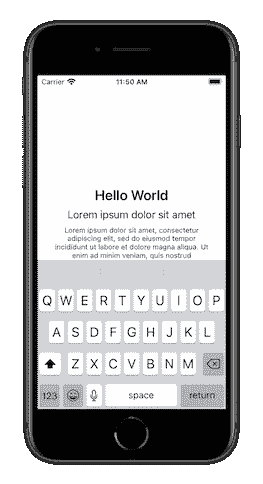 Carrier 11:50 AM
Hello World
Lorem ipsum dolor sit amet
Lorem ipsum dolor sit amet, consectetur
adipiscing elit, sed do eiusmod tempor
incididunt ut labore et dolore magna aliqua. Ut
enim ad minim veniam, quis nostrud
Q W E R T Y U I O P
A S D F G H J K L
Z X C V B N M
123 space return